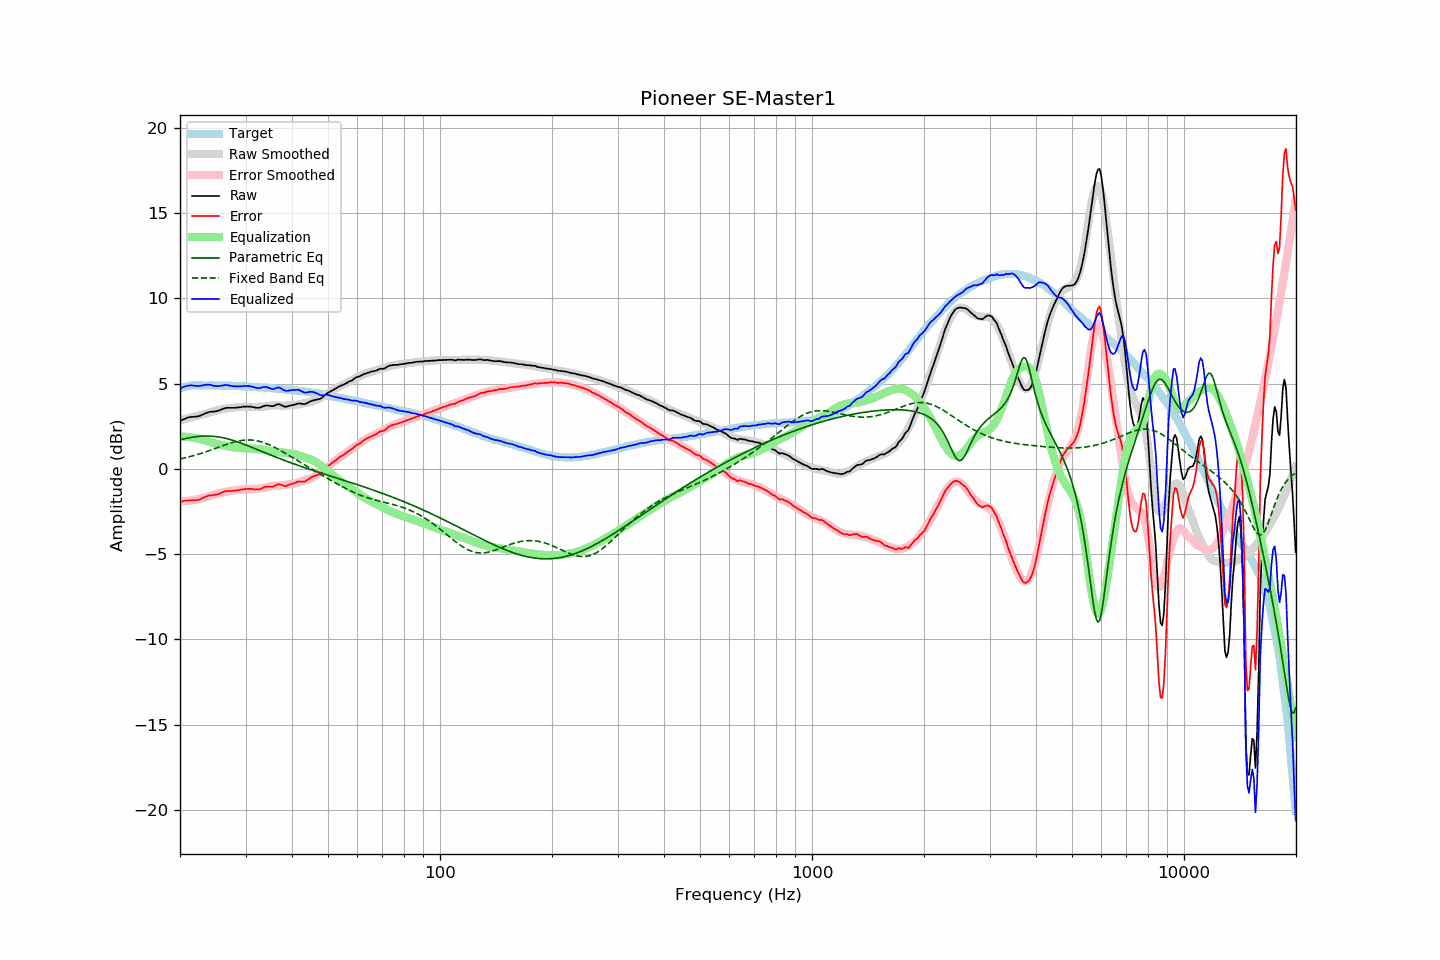 Pioneer SE-Master1
20
15
10
5
0
−5
−10
−15
−20
Amplitude (dBr)
Target
Raw Smoothed
Error Smoothed
Raw
Error
Equalization
Parametric Eq
Fixed Band Eq
Equalized
100
1000
10000
Frequency (Hz)